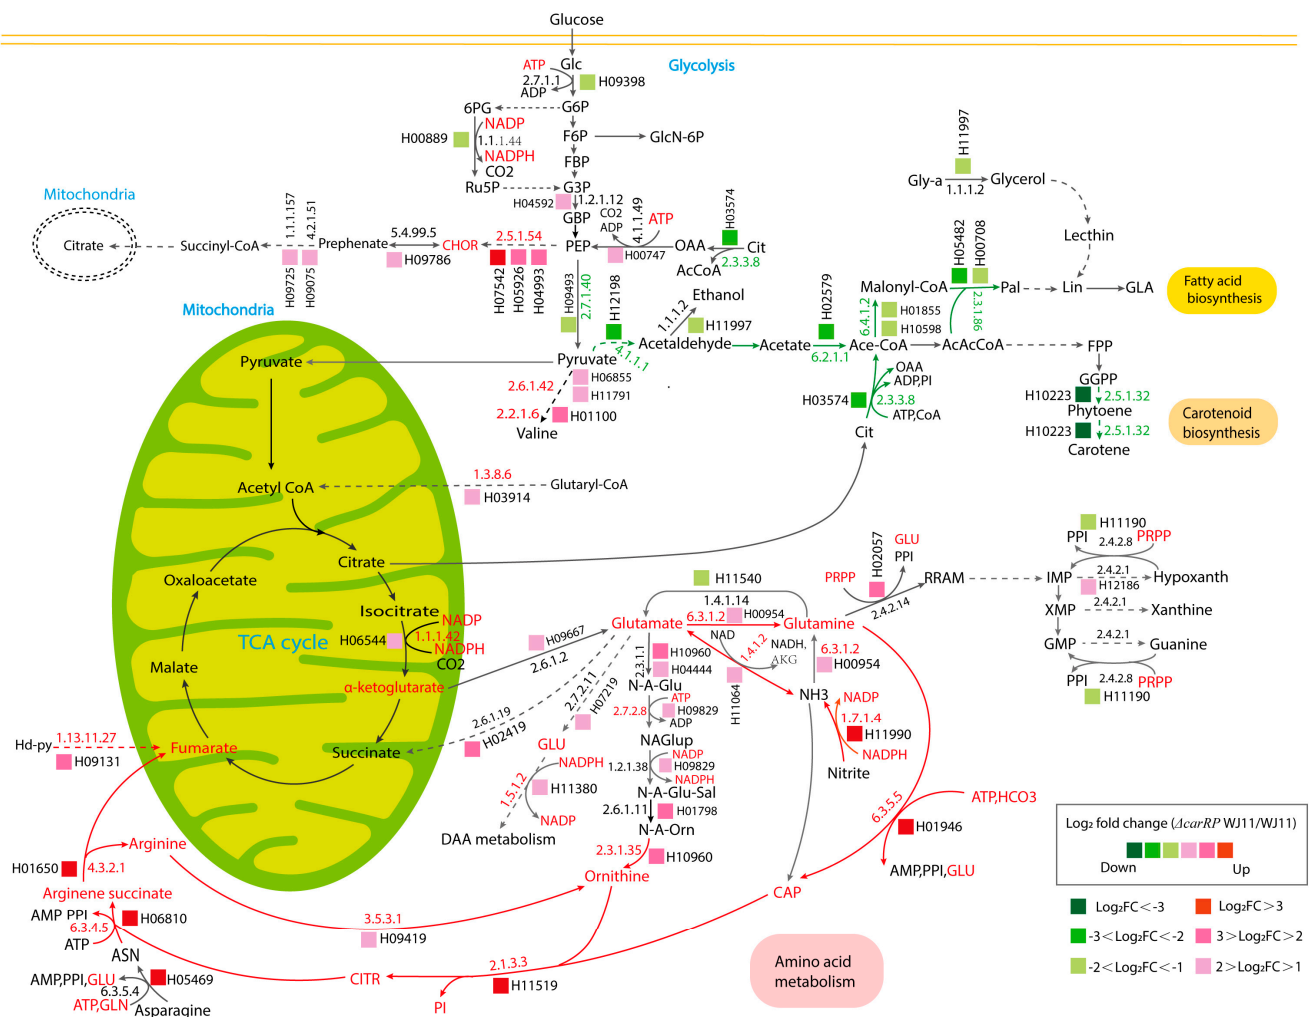 Glucose
ATP
Glc
Glycolysis
2.7.1.1
H09398
ADP
6PG
G6P
NADP
H00889
1.1.1.44
F6P
GlcN-6P
NADPH
FBP
CO2
Ru5P
G3P
H04592
1.2.1.12
GBP
CO2
ADP
4.1.1.49
ATP
H03574
H11997
Gly-a
Glycerol
1.1.1.2
Lecthin
Mitochondria
Citrate
Succinyl-CoA
1.1.1.157
4.2.1.51
Prephenate
5.4.99.5
CHOR
2.5.1.54
PEP
OAA
Cit
H00747
AcCoA
2.3.3.8
H09725
H09075
H09786
H07542
H05926
H04993
H05482
H00708
Malonyl-CoA
Pal
Lin
GLA
Fatty acid
biosynthesis
H09493
2.7.1.40
H12198
Ethanol
1.1.1.2
H11997
H02579
6.4.1.2
H01855
H10598
2.3.1.86
Mitochondria
Pyruvate
Pyruvate
4.1.1.1
Acetaldehyde
Acetate
6.2.1.1
Ace-CoA
AcAcCoA
FPP
H06855
2.6.1.42
H11791
2.2.1.6
H01100
Valine
OAA
ADP,PI
H03574
2.3.3.8
ATP,CoA
Cit
GGPP
H10223
2.5.1.32
Phytoene
H10223
2.5.1.32
Carotene
Carotenoid
biosynthesis
Acetyl CoA
1.3.8.6
Glutaryl-CoA
H03914
Citrate
Oxaloacetate
Isocitrate
TCA cycle
H06544
NADP
1.1.1.42
NADPH
CO2
Malate
α-ketoglutarate
Succinate
Fumarate
H09667
2.6.1.2
H11540
1.4.1.14
H00954
Glutamate
6.3.1.2
Glutamine
PRPP
H02057
GLU
PPI
2.4.2.14
RRAM
H11190
PPI
2.4.2.8
PRPP
IMP
2.4.2.1
H12186
Hypoxanth
XMP
2.4.2.1
Xanthine
GMP
2.4.2.1
Guanine
PPI
2.4.2.8
PRPP
H11190
NAD
1.4.1.2
NADH,
AKG
6.3.1.2
H00954
H11064
NH3
2.3.1.1
H10960
H04444
N-A-Glu
2.7.2.11
H07219
2.6.1.19
H02419
ATP
2.7.2.8
H09829
ADP
NAGlup
NADP
1.2.1.38
H09829
NADPH
N-A-Glu-Sal
2.6.1.11
H01798
N-A-Orn
2.3.1.35
H10960
Ornithine
NADP
1.7.1.4
H11990
NADPH
Nitrite
GLU
NADPH
1.5.1.2
H11380
NADP
DAA metabolism
Hd-py
1.13.11.27
H09131
6.3.5.5
ATP,HCO3
H01946
AMP,PPI,GLU
CAP
Arginine
H01650
4.3.2.1
Arginene succinate
AMP PPI
H06810
6.3.4.5
ATP
ASN
3.5.3.1
H09419
AMP,PPI,GLU
H05469
6.3.5.4
ATP,GLN
Asparagine
CITR
2.1.3.3
H11519
PI
Amino acid
metabolism
Log₂ fold change (ΔcarRP WJ11/WJ11)
Down
Up
Log₂FC<-3
Log₂FC>3
-3<Log₂FC<-2
3>Log₂FC>2
-2<Log₂FC<-1
2>Log₂FC>1